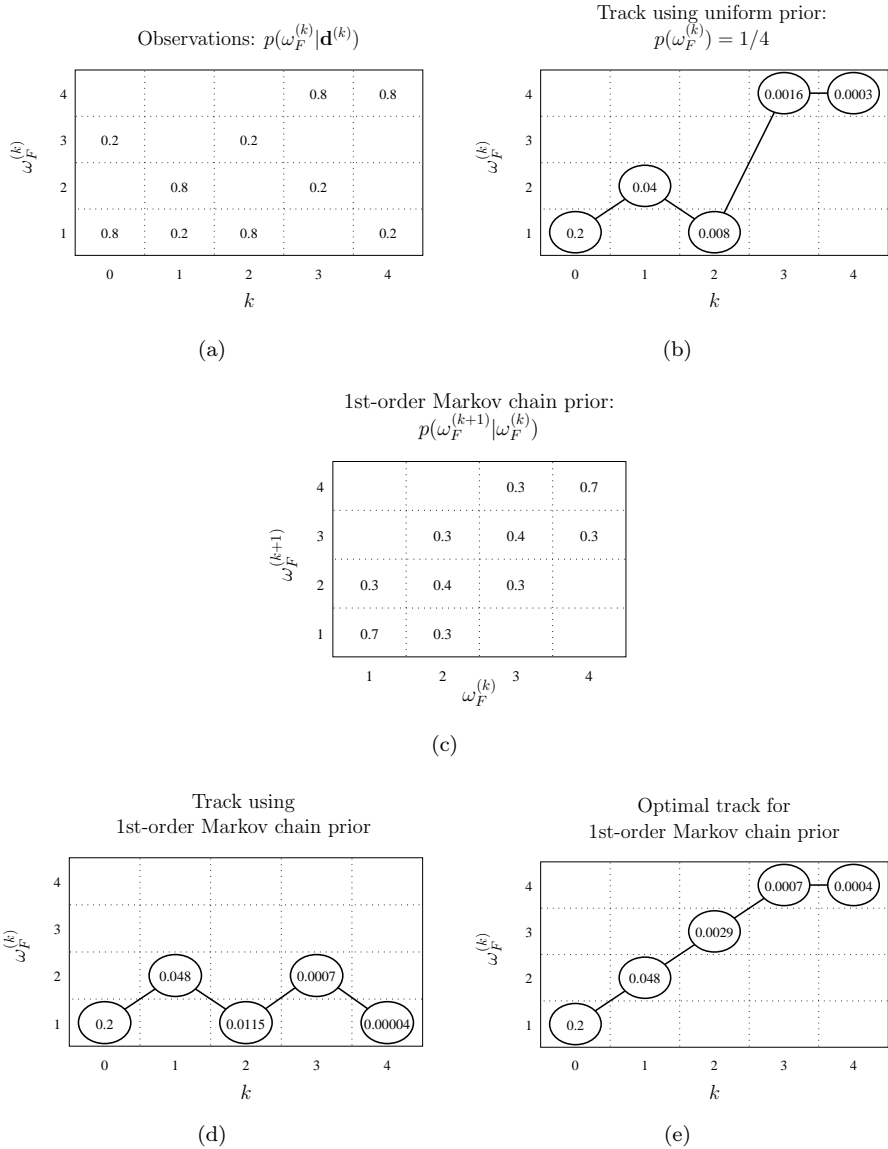 Observations: p(ω_F^{(k)}|𝐝^{(k)})
ω_F^{(k)}
4 0.8 0.8
3 0.2 0.2
2 0.8 0.2
1 0.8 0.2 0.8 0.2
0 1 2 3 4
k
(a)
Track using uniform prior:
p(ω_F^{(k)}) = 1/4
ω_F^{(k)}
4 0.0016 0.0003
3
2 0.04
1 0.2 0.008
0 1 2 3 4
k
(b)
1st-order Markov chain prior:
p(ω_F^{(k+1)}|ω_F^{(k)})
ω_F^{(k+1)}
4 0.3 0.7
3 0.3 0.4 0.3
2 0.3 0.4 0.3
1 0.7 0.3
1 2 3 4
ω_F^{(k)}
(c)
Track using
1st-order Markov chain prior
ω_F^{(k)}
4
3
2 0.048 0.0007
1 0.2 0.0115 0.00004
0 1 2 3 4
k
(d)
Optimal track for
1st-order Markov chain prior
ω_F^{(k)}
4 0.0007 0.0004
3 0.0029
2 0.048
1 0.2
0 1 2 3 4
k
(e)